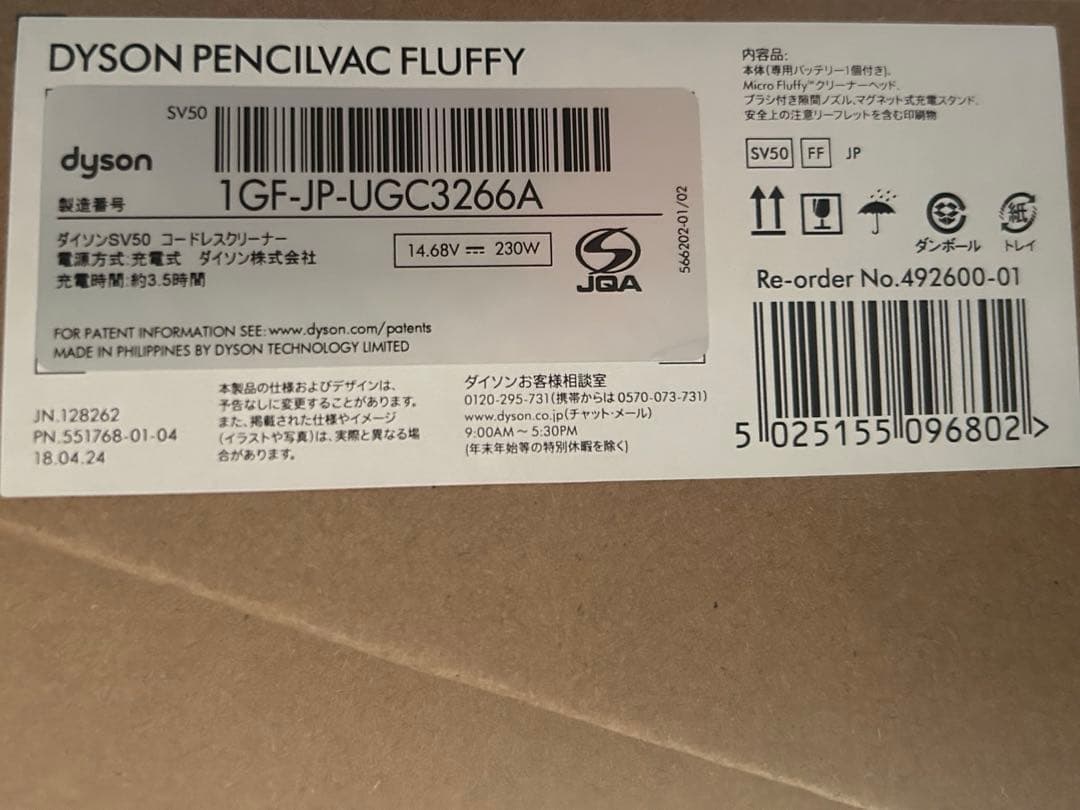 DYSON PENCILVAC FLUFFY
SV50
dyson
製造番号
1GF-JP-UGC3266A
ダイソンSV50 コードレスクリーナー
電源方式:充電式 ダイソン株式会社
充電時間:約3.5時間
14.68V ⎓ 230W
JQA
566202-01/02
FOR PATENT INFORMATION SEE: www.dyson.com/patents
MADE IN PHILIPPINES BY DYSON TECHNOLOGY LIMITED
JN.128262
PN.551768-01-04
18.04.24
本製品の仕様およびデザインは、
予告なしに変更することがあります。
また、掲載された仕様やイメージ
(イラストや写真)は、実際と異なる場
合があります。
ダイソンお客様相談室
0120-295-731(携帯からは 0570-073-731)
www.dyson.co.jp(チャット・メール)
9:00AM～5:30PM
(年末年始等の特別休暇を除く)
内容品:
本体(専用バッテリー1個付き)、
Micro Fluffy™クリーナーヘッド、
ブラシ付き隙間ノズル、マグネット式充電スタンド、
安全上の注意リーフレットを含む印刷物
SV50 FF JP
紙
ダンボール トレイ
Re-order No.492600-01
5 025155 096802 >